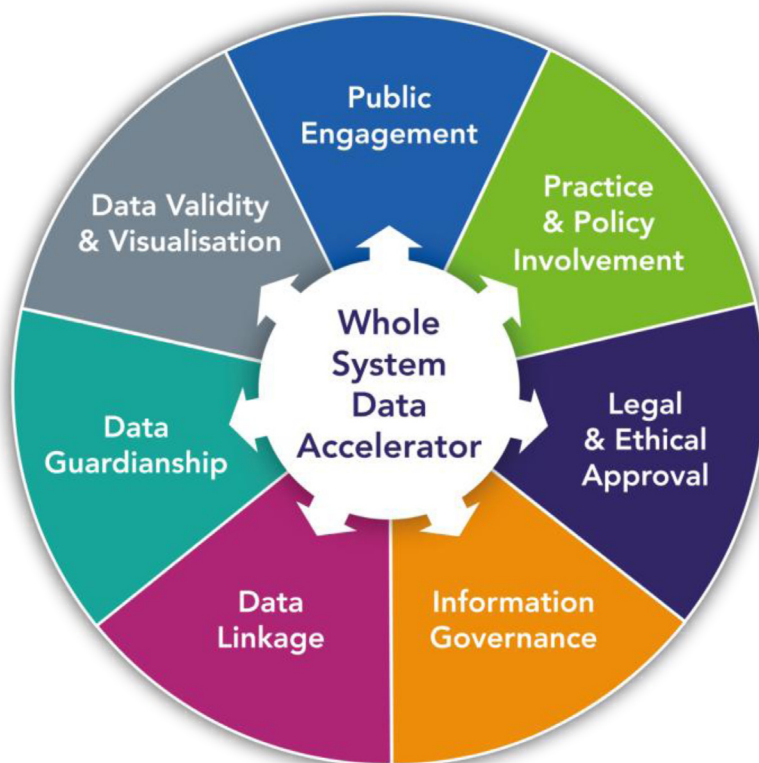 Public
Engagement
Practice
& Policy
Involvement
Legal
& Ethical
Approval
Information
Governance
Data
Linkage
Data
Guardianship
Data Validity
& Visualisation
Whole
System
Data
Accelerator